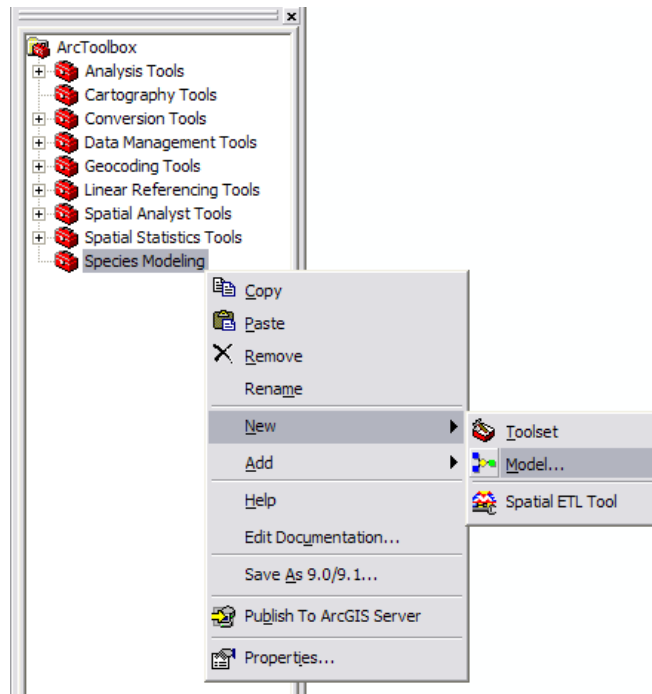 ArcToolbox
Analysis Tools
Cartography Tools
Conversion Tools
Data Management Tools
Geocoding Tools
Linear Referencing Tools
Spatial Analyst Tools
Spatial Statistics Tools
Species Modeling
Copy
Paste
Remove
Rename
New
Add
Help
Edit Documentation...
Save As 9.0/9.1...
Publish To ArcGIS Server
Properties...
Toolset
Model...
Spatial ETL Tool